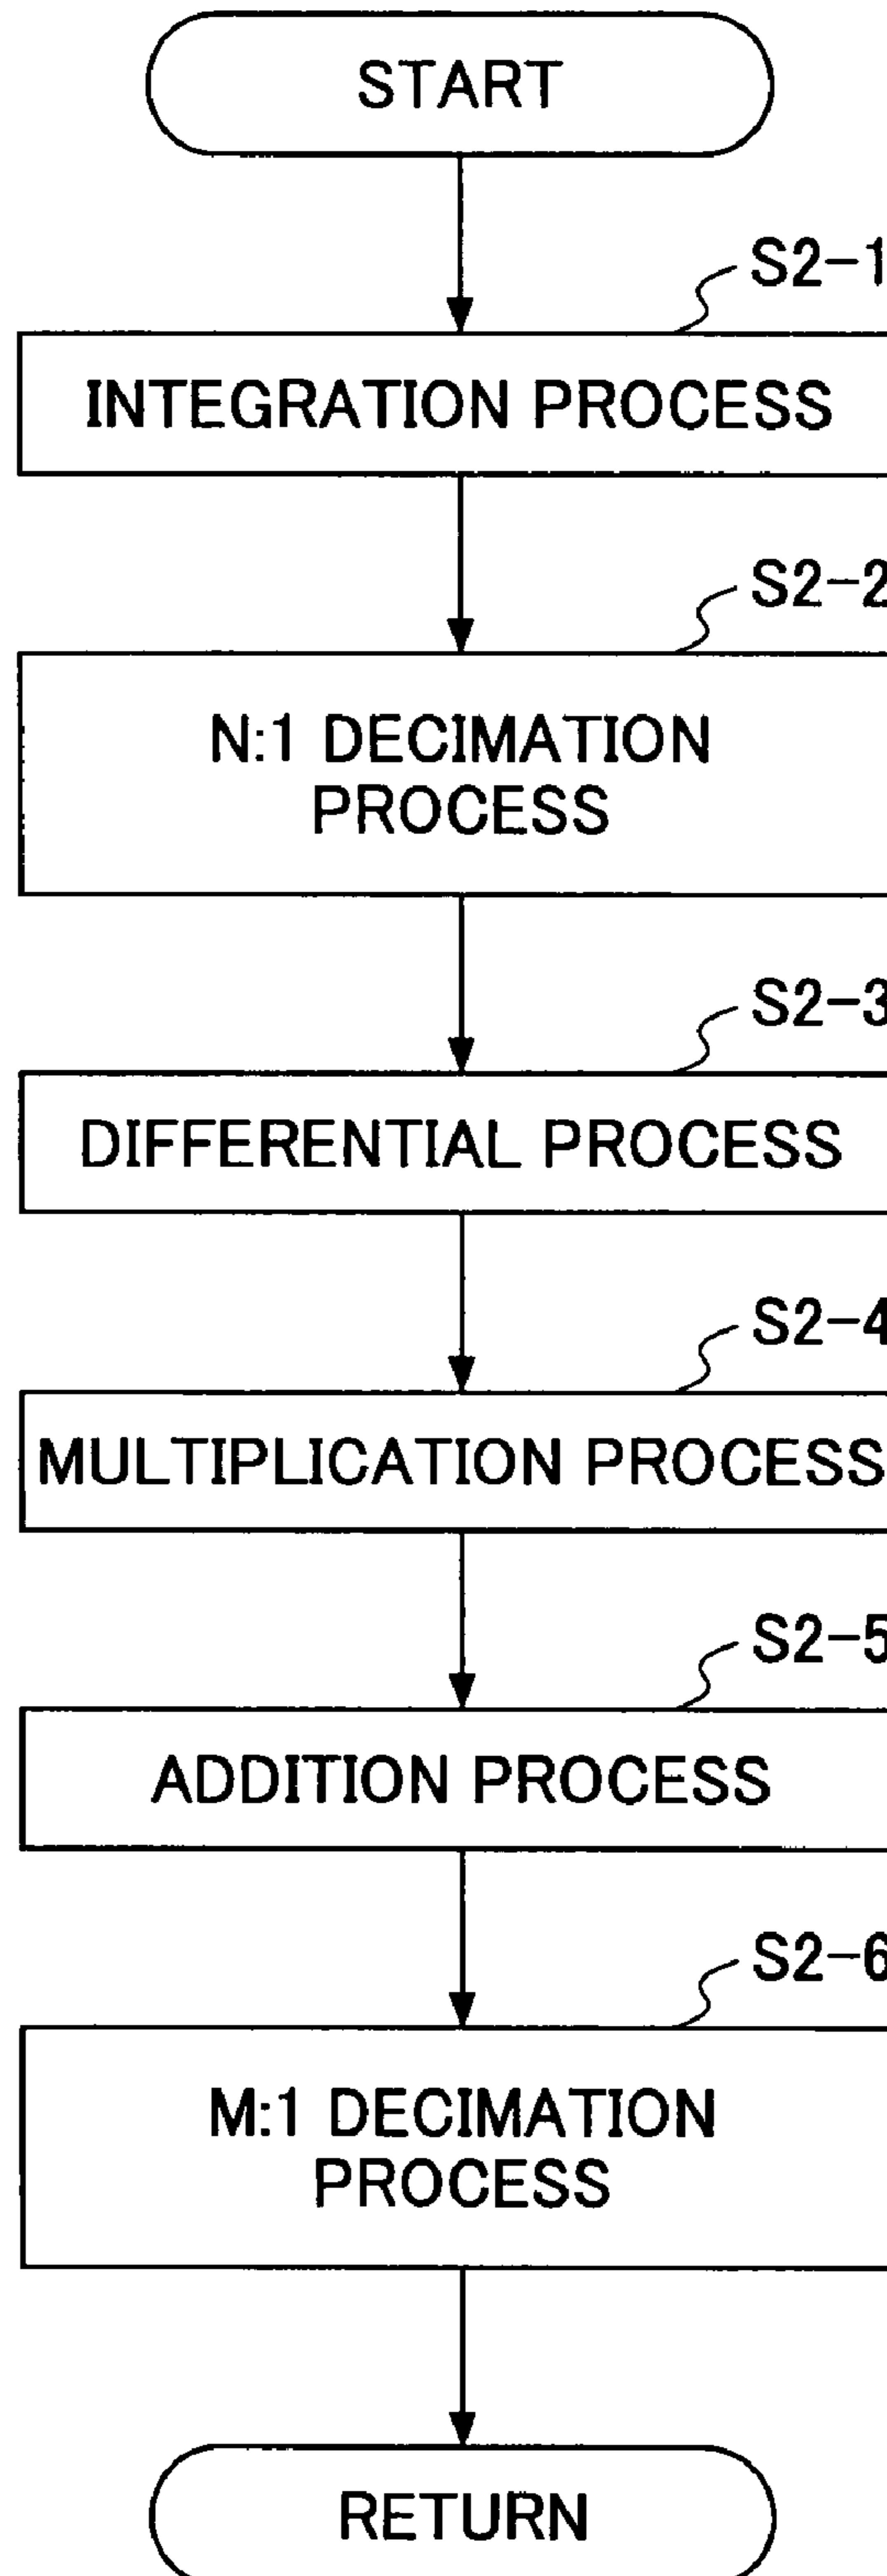 START
S2-1
INTEGRATION PROCESS
S2-2
N:1 DECIMATION
PROCESS
S2-3
DIFFERENTIAL PROCESS
S2-4
MULTIPLICATION PROCESS
S2-5
ADDITION PROCESS
S2-6
M:1 DECIMATION
PROCESS
RETURN